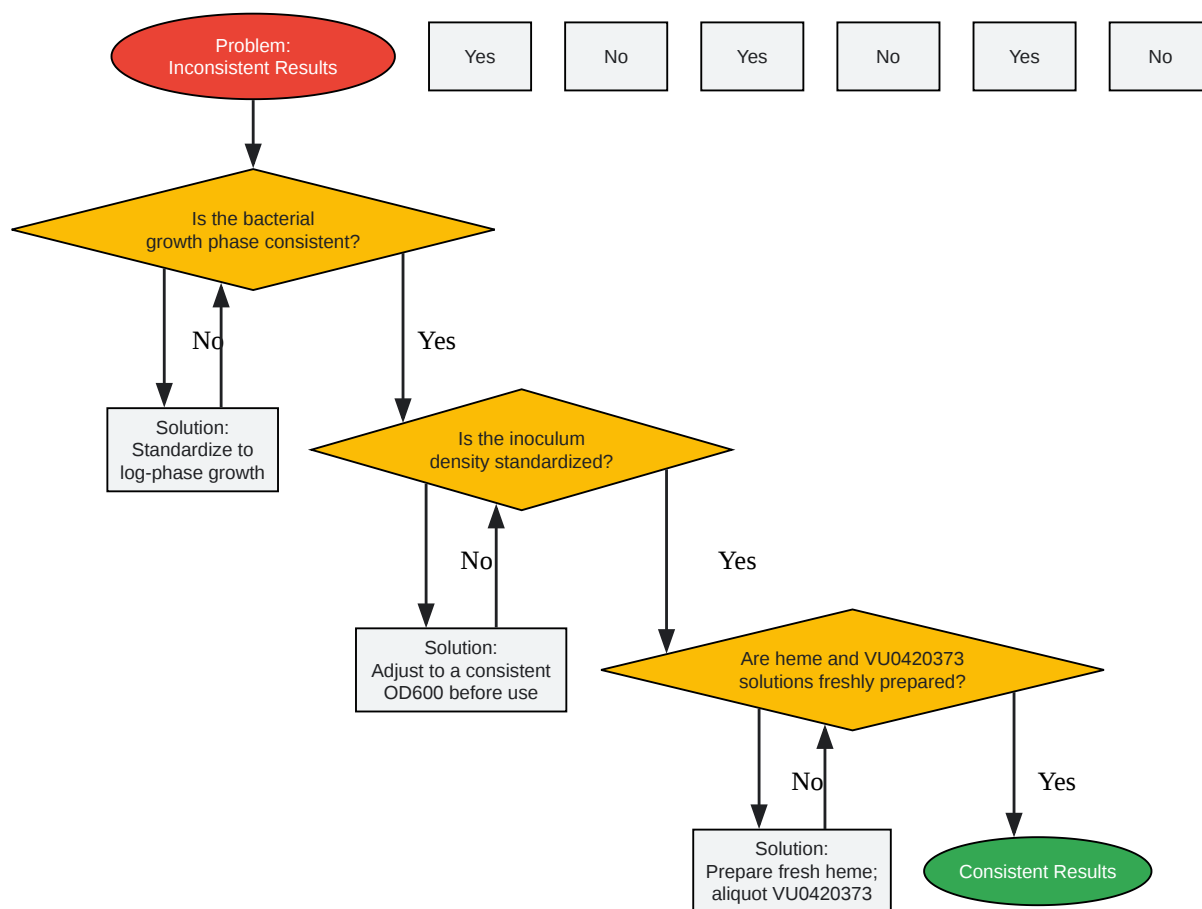 Problem:
Inconsistent Results
Yes
No
Yes
No
Yes
No
Is the bacterial
growth phase consistent?
No
Yes
Solution:
Standardize to
log-phase growth
Is the inoculum
density standardized?
No
Yes
Solution:
Adjust to a consistent
OD600 before use
Are heme and VU0420373
solutions freshly prepared?
No
Yes
Solution:
Prepare fresh heme;
aliquot VU0420373
Consistent Results